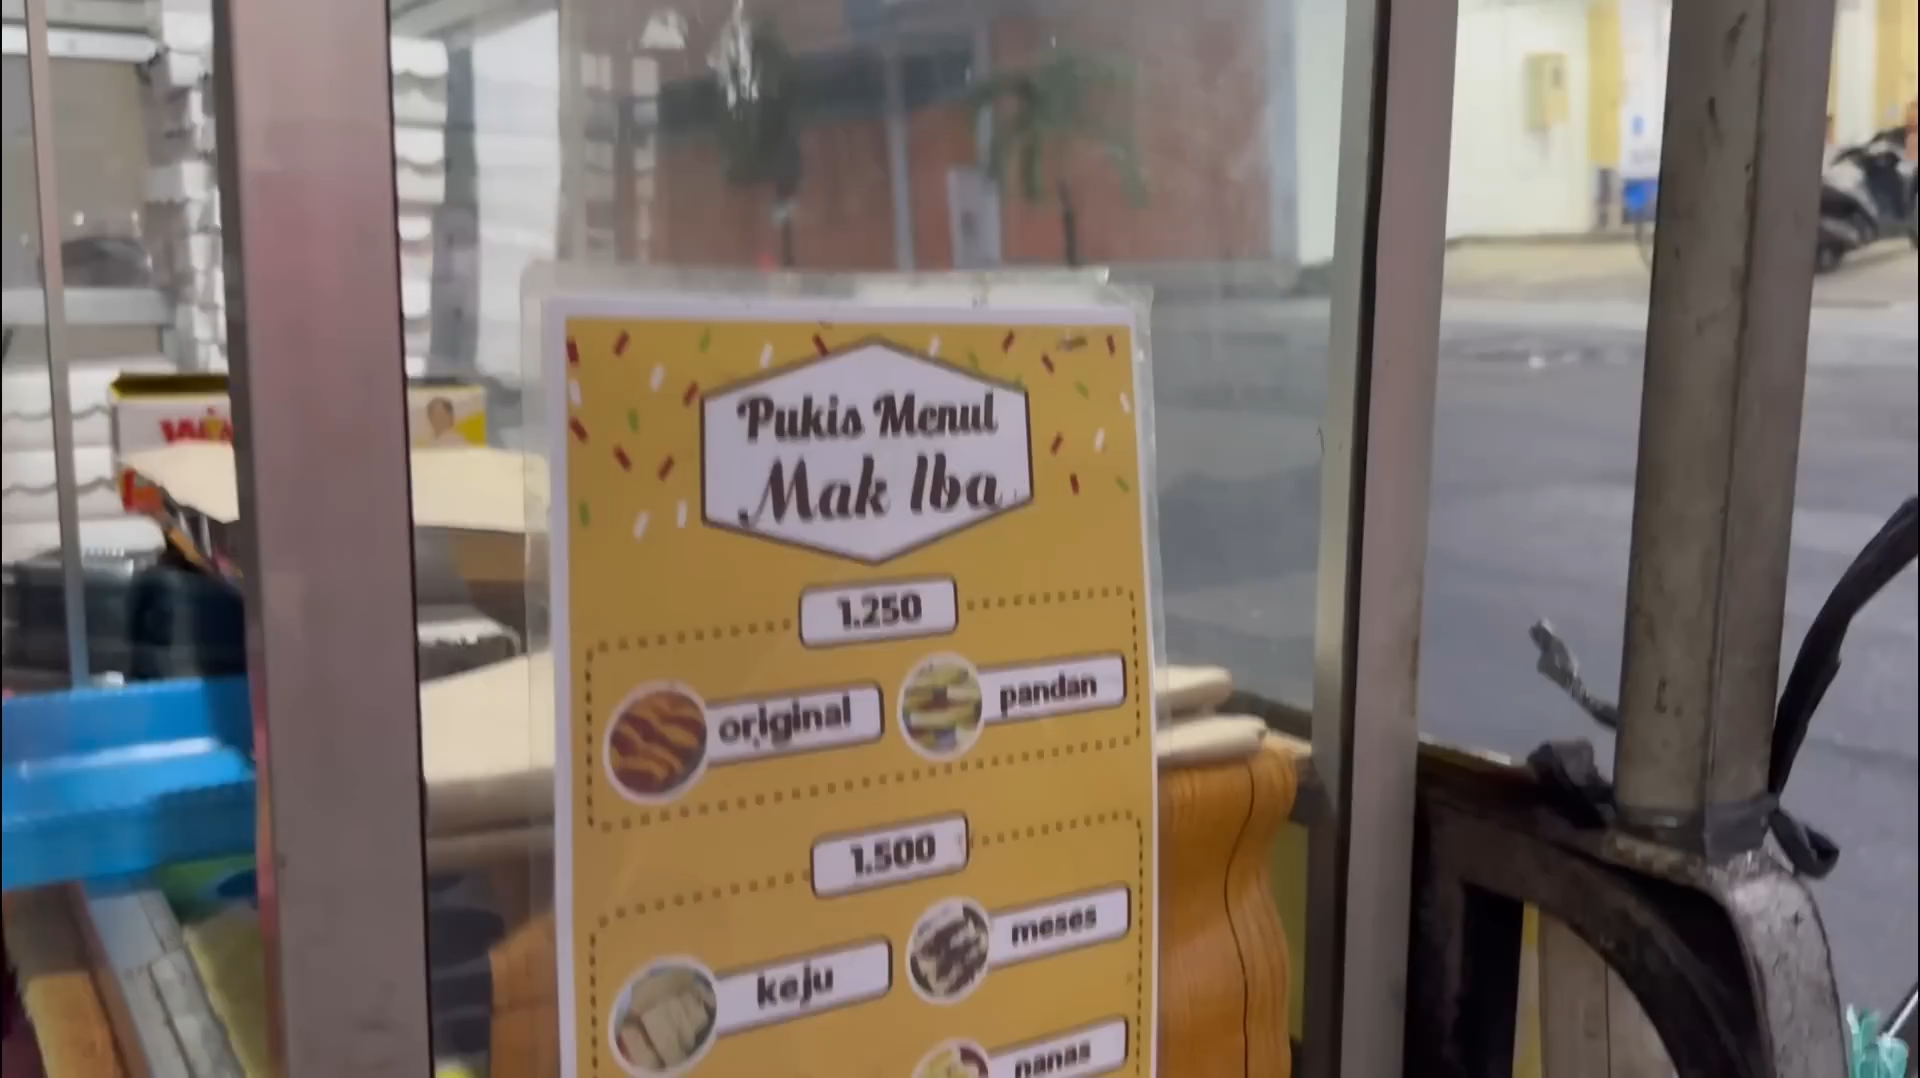 Pukis Menul
Mak Iba
1.250
original
pandan
1.500
meses
keju
nanas